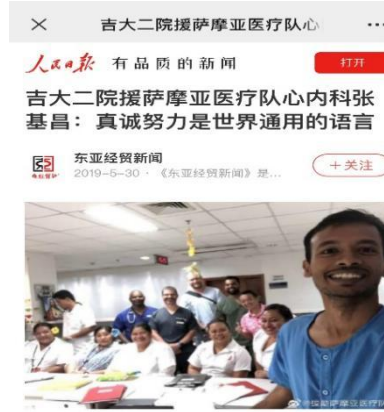 吉大二院援萨摩亚医疗队心
人民日报 有品质的新闻
打开
吉大二院援萨摩亚医疗队心内科张
基昌：真诚努力是世界通用的语言
东亚经贸新闻
2019-5-30 · 《东亚经贸新闻》是...
+关注